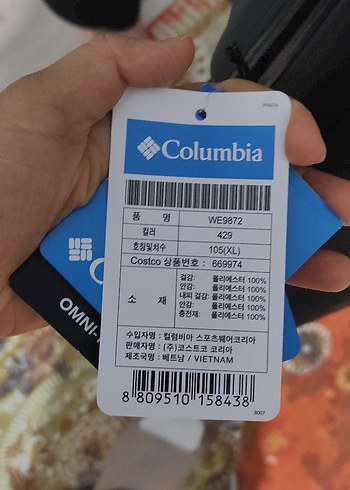 Columbia
품 명 WE9872
컬러 429
호칭및치수 105(XL)
Costco 상품번호 : 669974
소 재
겉감: 폴리에스터 100%
안감: 폴리에스터 100%
내피 겉감: 폴리에스터 100%
안감: 폴리에스터 100%
충전재: 폴리에스터 100%
수입자명 : 컬럼비아 스포츠웨어코리아
판매자명 : (주)코스트코 코리아
제조국명 : 베트남 / VIETNAM
8 809510 158438
OMNI-